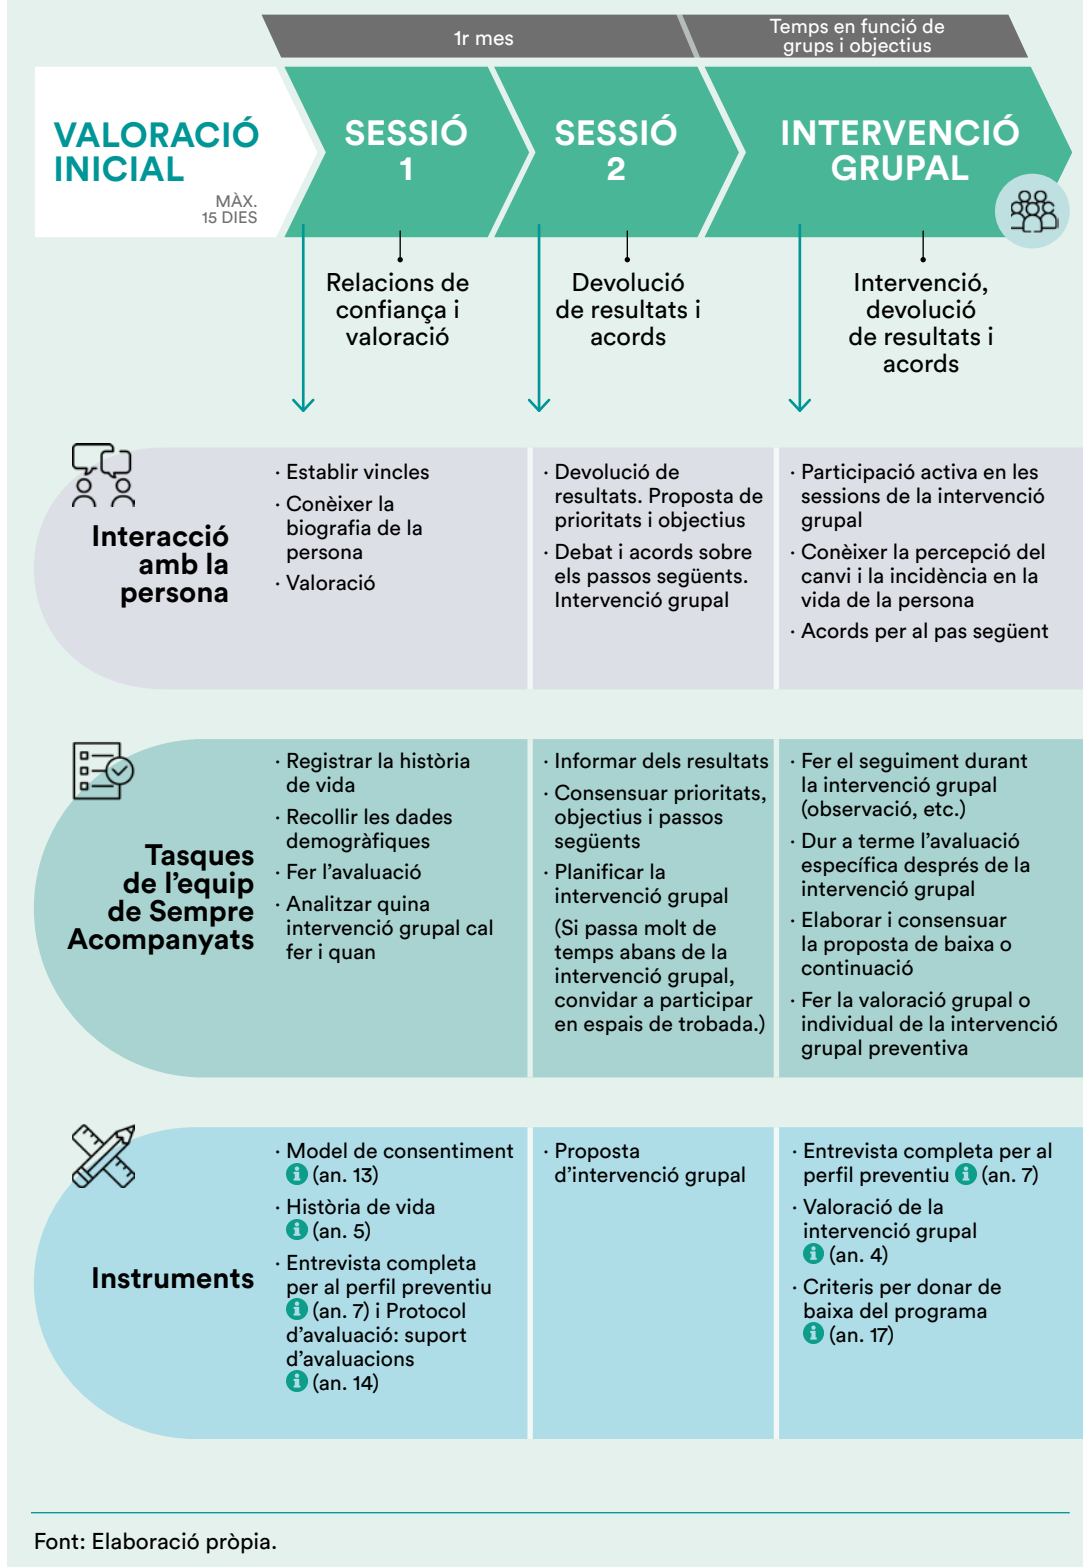 1r mes
Temps en funció de
grups i objectius
VALORACIÓ
INICIAL
MÀX.
15 DIES
SESSIÓ
1
SESSIÓ
2
INTERVENCIÓ
GRUPAL
Relacions de
confiança i
valoració
Devolució
de resultats i
acords
Intervenció,
devolució
de resultats i
acords
Interacció
amb la
persona
· Establir vincles
· Conèixer la
biografia de la
persona
· Valoració
· Devolució de
resultats. Proposta de
prioritats i objectius
· Debat i acords sobre
els passos següents.
Intervenció grupal
· Participació activa en les
sessions de la intervenció
grupal
· Conèixer la percepció del
canvi i la incidència en la
vida de la persona
· Acords per al pas següent
Tasques
de l’equip
de Sempre
Acompanyats
· Registrar la història
de vida
· Recollir les dades
demogràfiques
· Fer l’avaluació
· Analitzar quina
intervenció grupal cal
fer i quan
· Informar dels resultats
· Consensuar prioritats,
objectius i passos
següents
· Planificar la
intervenció grupal
(Si passa molt de
temps abans de la
intervenció grupal,
convidar a participar
en espais de trobada.)
· Fer el seguiment durant
la intervenció grupal
(observació, etc.)
· Dur a terme l’avaluació
específica després de la
intervenció grupal
· Elaborar i consensuar
la proposta de baixa o
continuació
· Fer la valoració grupal o
individual de la intervenció
grupal preventiva
Instruments
· Model de consentiment
i (an. 13)
· Història de vida
i (an. 5)
· Entrevista completa
per al perfil preventiu
i (an. 7) i Protocol
d’avaluació: suport
d’avaluacions
i (an. 14)
· Proposta
d’intervenció grupal
· Entrevista completa per al
perfil preventiu i (an. 7)
· Valoració de la
intervenció grupal
i (an. 4)
· Criteris per donar de
baixa del programa
i (an. 17)
Font: Elaboració pròpia.